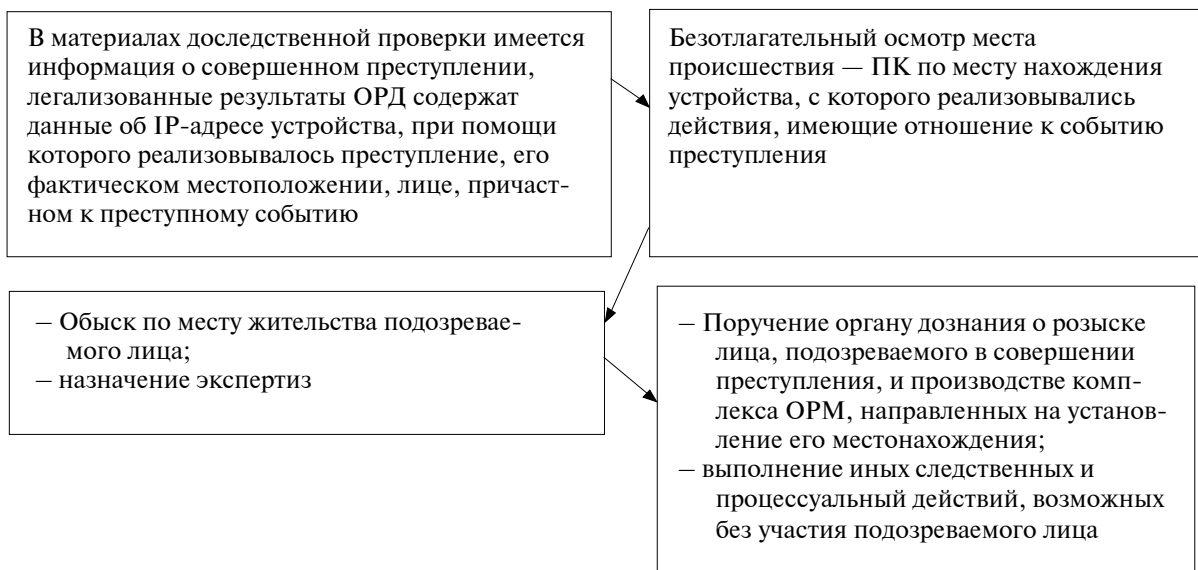 В материалах доследственной проверки имеется
информация о совершенном преступлении,
легализованные результаты ОРД содержат
данные об IP-адресе устройства, при помощи
которого реализовывалось преступление, его
фактическом местоположении, лице, причаст-
ном к преступному событию
Безотлагательный осмотр места
происшествия — ПК по месту нахождения
устройства, с которого реализовывались
действия, имеющие отношение к событию
преступления
– Обыск по месту жительства подозревае-
мого лица;
– назначение экспертиз
– Поручение органу дознания о розыске
лица, подозреваемого в совершении
преступления, и производстве комп-
лекса ОРМ, направленных на установ-
ление его местонахождения;
– выполнение иных следственных и
процессуальный действий, возможных
без участия подозреваемого лица